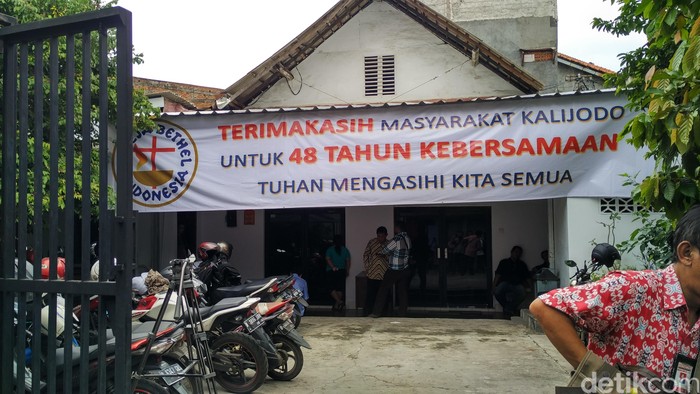 TERIMAKASIH MASYARAKAT KALIJODO
UNTUK 48 TAHUN KEBERSAMAAN
TUHAN MENGASIHI KITA SEMUA
BETHEL
INDONESIA
detikcom